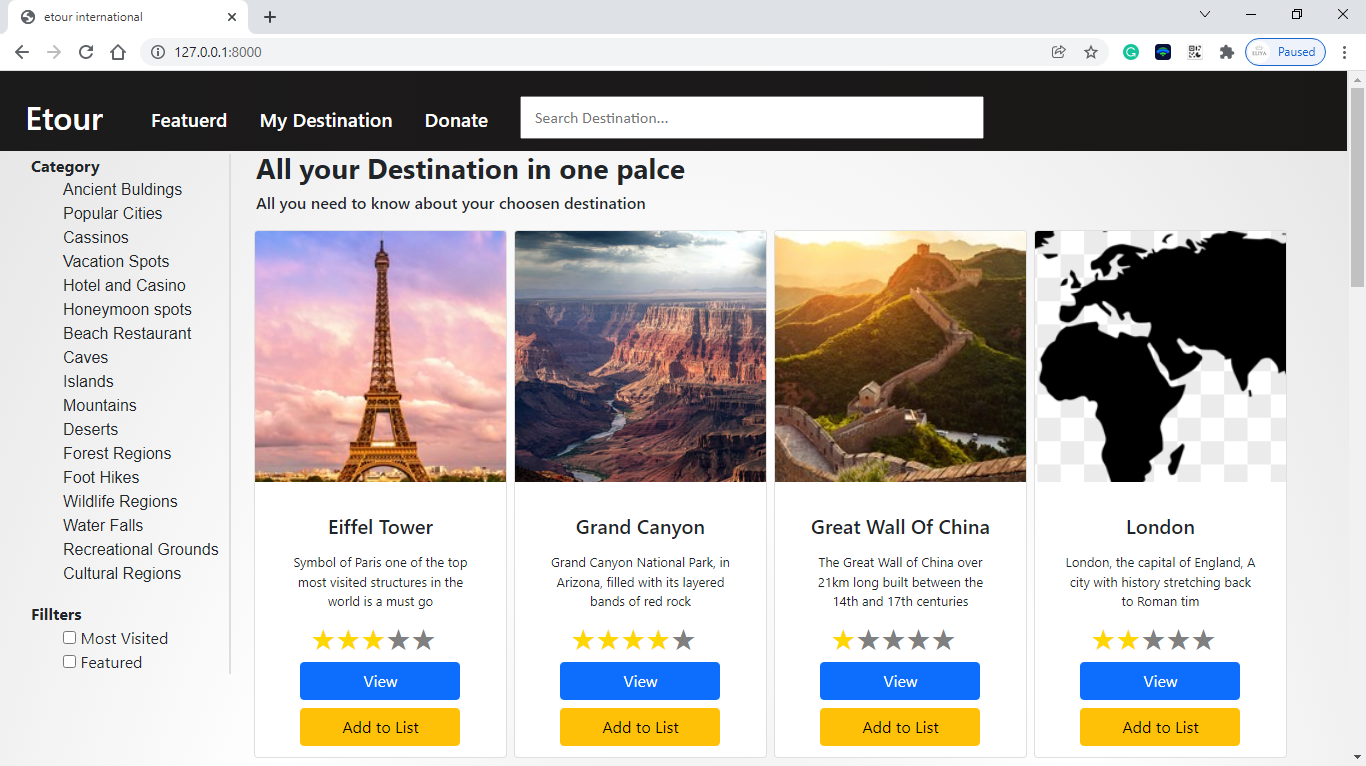 etour international
127.0.0.1:8000
Paused
Etour
Featuerd
My Destination
Donate
Search Destination...
Category
Ancient Buldings
Popular Cities
Cassinos
Vacation Spots
Hotel and Casino
Honeymoon spots
Beach Restaurant
Caves
Islands
Mountains
Deserts
Forest Regions
Foot Hikes
Wildlife Regions
Water Falls
Recreational Grounds
Cultural Regions
Fillters
Most Visited
Featured
All your Destination in one palce
All you need to know about your choosen destination
Eiffel Tower
Symbol of Paris one of the top
most visited structures in the
world is a must go
View
Add to List
Grand Canyon
Grand Canyon National Park, in
Arizona, filled with its layered
bands of red rock
View
Add to List
Great Wall Of China
The Great Wall of China over
21km long built between the
14th and 17th centuries
View
Add to List
London
London, the capital of England, A
city with history stretching back
to Roman tim
View
Add to List